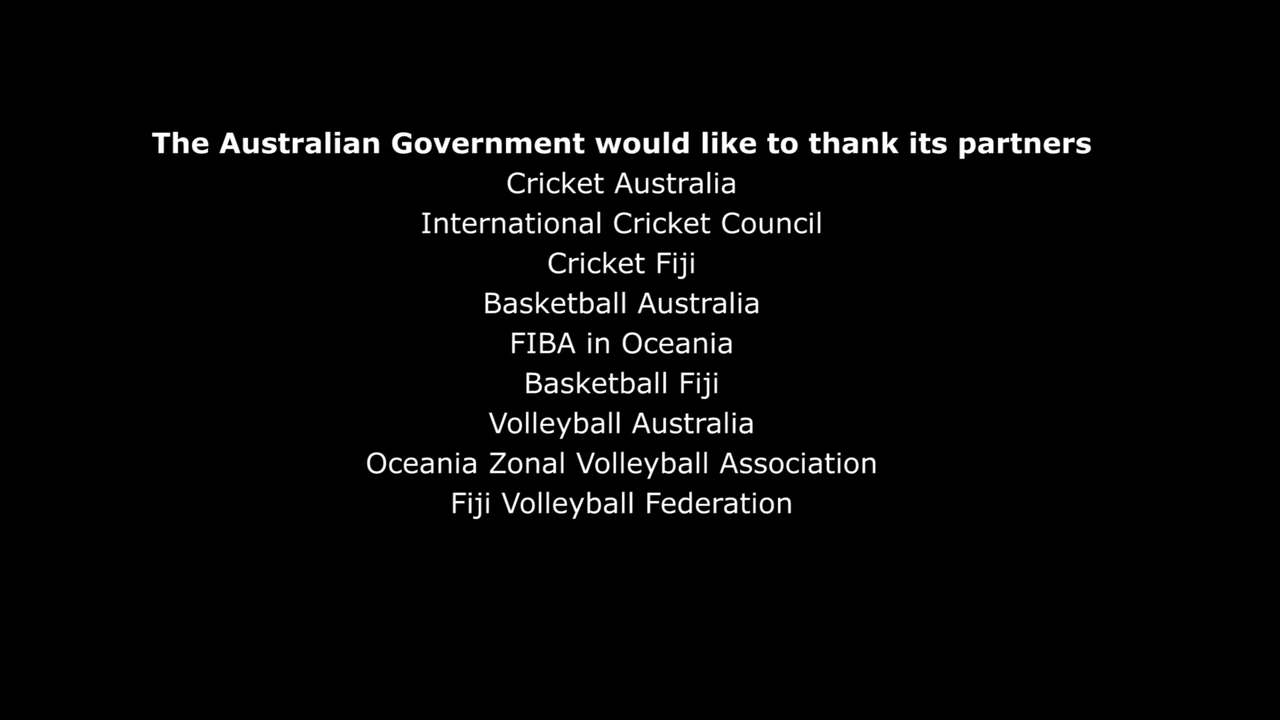 The Australian Government would like to thank its partners
Cricket Australia
International Cricket Council
Cricket Fiji
Basketball Australia
FIBA in Oceania
Basketball Fiji
Volleyball Australia
Oceania Zonal Volleyball Association
Fiji Volleyball Federation